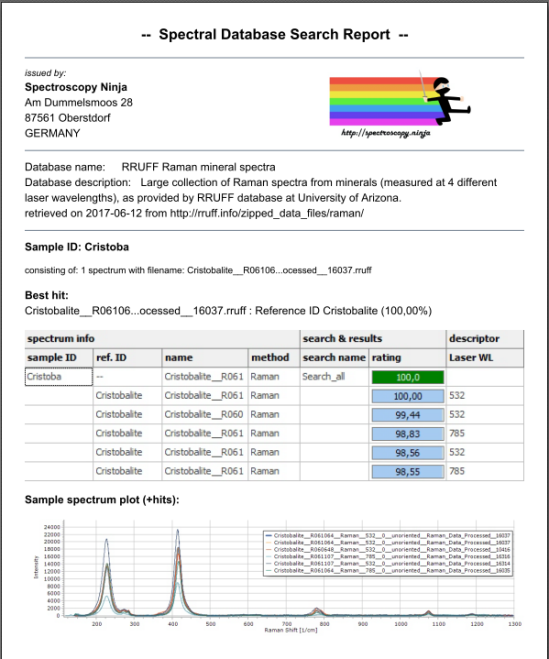 -- Spectral Database Search Report --
issued by:
Spectroscopy Ninja
Am Dummelsmoos 28
87561 Oberstdorf
GERMANY
http://spectroscopy.ninja
Database name: RRUFF Raman mineral spectra
Database description: Large collection of Raman spectra from minerals (measured at 4 different
laser wavelengths), as provided by RRUFF database at University of Arizona.
retrieved on 2017-06-12 from http://rruff.info/zipped_data_files/raman/
Sample ID: Cristoba
consisting of: 1 spectrum with filename: Cristobalite__R06106...ocessed__16037.rruff
Best hit:
Cristobalite__R06106...ocessed__16037.rruff : Reference ID Cristobalite (100,00%)
spectrum info search & results descriptor
sample ID ref. ID name method search name rating Laser WL
Cristoba -- Cristobalite__R061 Raman Search_all 100,0
Cristobalite Cristobalite__R061 Raman 100,00 532
Cristobalite Cristobalite__R060 Raman 99,44 532
Cristobalite Cristobalite__R061 Raman 98,83 785
Cristobalite Cristobalite__R061 Raman 98,56 532
Cristobalite Cristobalite__R061 Raman 98,55 785
Sample spectrum plot (+hits):
Intensity
24000
22000
20000
18000
16000
14000
12000
10000
8000
6000
4000
2000
0
Cristobalite__R061064__Raman__532__0__unoriented__Raman_Data_Processed__16037
Cristobalite__R061064__Raman__532__0__unoriented__Raman_Data_Processed__16037
Cristobalite__R060648__Raman__532__0__unoriented__Raman_Data_Processed__10416
Cristobalite__R061107__Raman__785__0__unoriented__Raman_Data_Processed__16316
Cristobalite__R061107__Raman__532__0__unoriented__Raman_Data_Processed__16314
Cristobalite__R061064__Raman__785__0__unoriented__Raman_Data_Processed__16035
200 300 400 500 600 700 800 900 1000 1100 1200 1300
Raman Shift [1/cm]